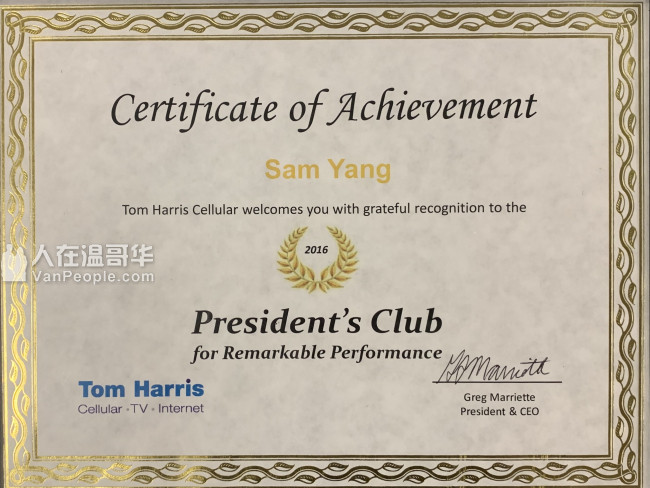 Certificate of Achievement
Sam Yang
Tom Harris Cellular welcomes you with grateful recognition to the
2016
人在温哥华
VanPeople.com
President's Club
for Remarkable Performance
GAMarriette
Tom Harris
Cellular • TV • Internet
Greg Marriette
President & CEO